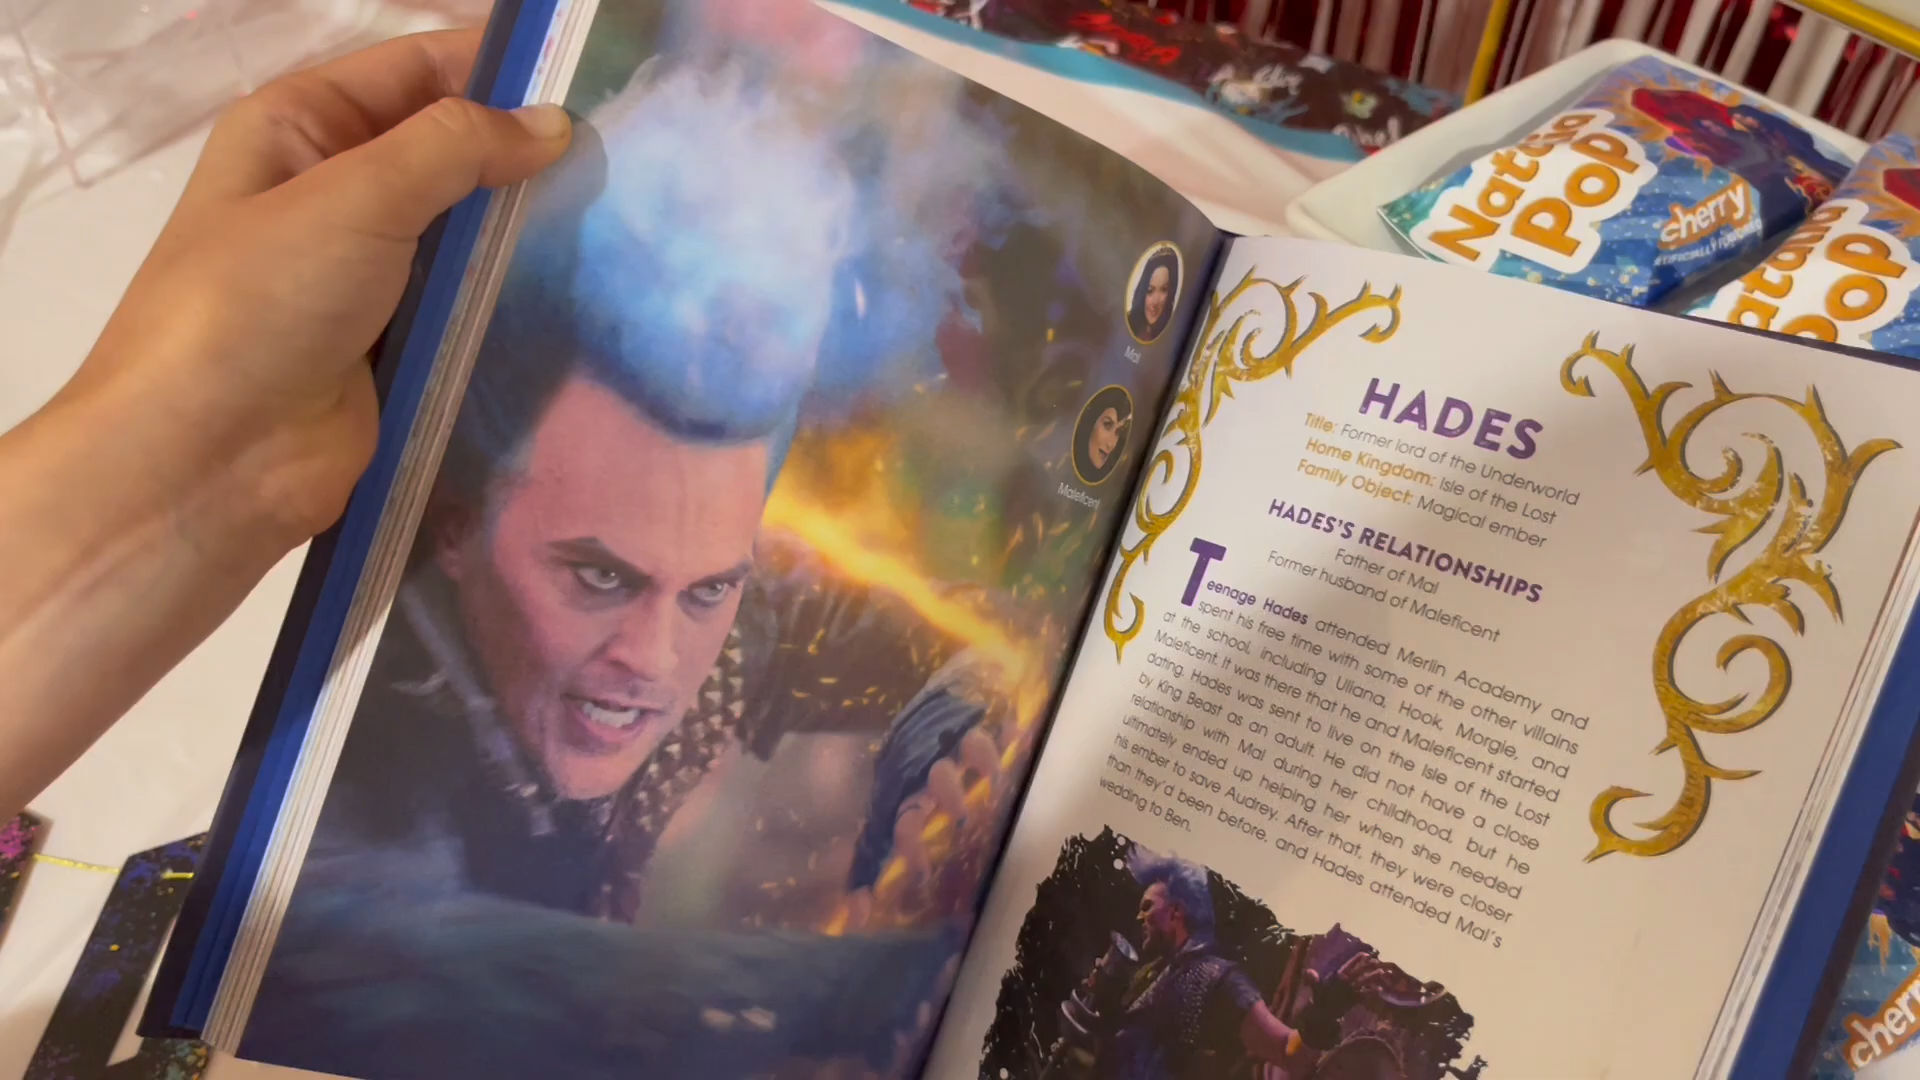 Mal
Maleficent
HADES
Title: Former lord of the Underworld
Home Kingdom: Isle of the Lost
Family Object: Magical ember
HADES'S RELATIONSHIPS
Father of Mal
Former husband of Maleficent
Teenage Hades attended Merlin Academy and
spent his free time with some of the other villains
at the school, including Uliana, Hook, Morgie, and
Maleficent. It was there that he and Maleficent started
dating. Hades was sent to live on the Isle of the Lost
by King Beast as an adult. He did not have a close
relationship with Mal during her childhood, but he
ultimately ended up helping her when she needed
his ember to save Audrey. After that, they were closer
than they'd been before, and Hades attended Mal's
wedding to Ben.
Natalia
Pop
cherry
Natalia
Pop
cherry